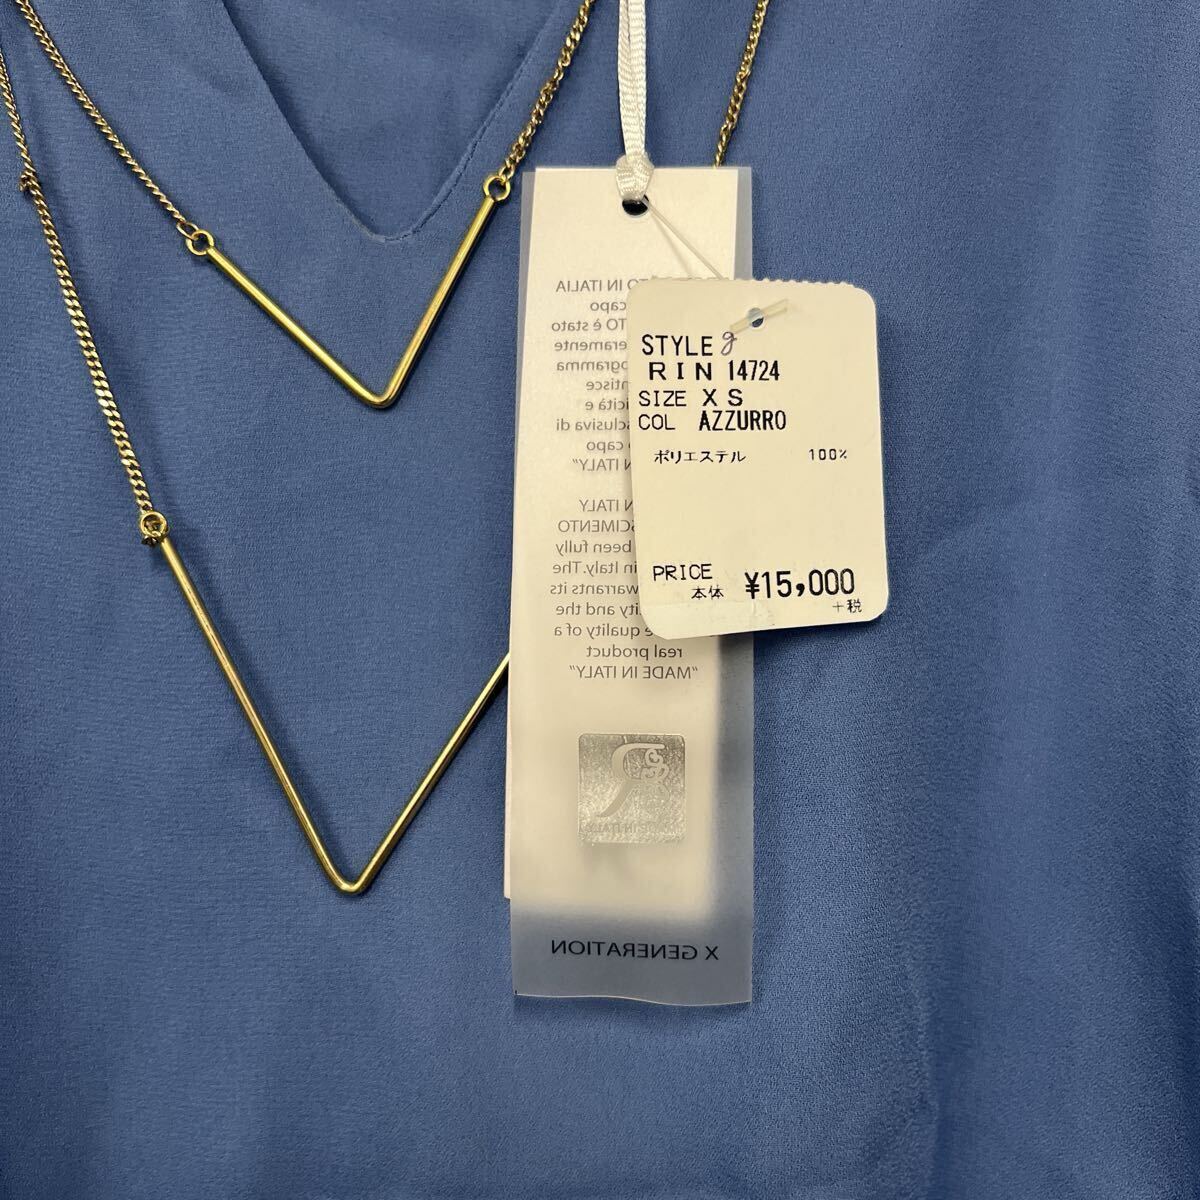 STYLE g
RIN 14724
SIZE XS
COL AZZURRO
ポリエステル 100%
PRICE
本体 ¥15,000
+税
TO IN ITALIA
capo
TO è stato
eramente
ogramma
ntisce
icità e
sclusiva di
capo
N ITALY"
N ITALY
SCIMENTO
been fully
in Italy. The
warrants its
ity and the
e quality of a
real product
"MADE IN ITALY"
X GENERATION